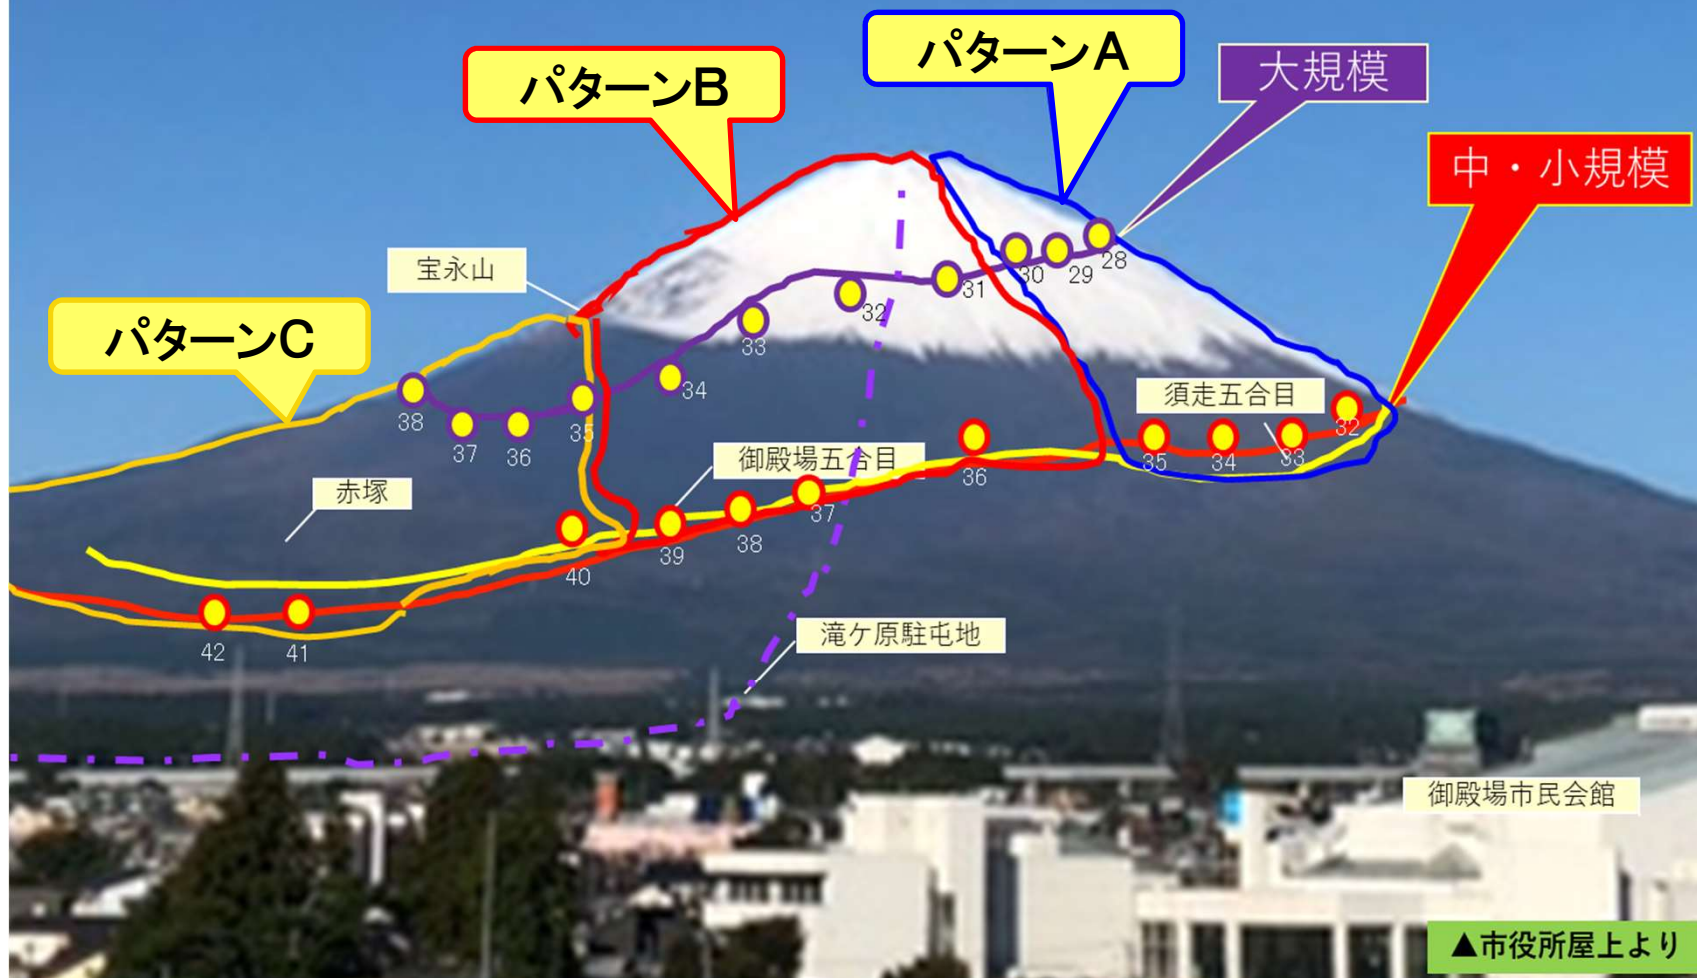 パターンA
パターンB
大規模
中・小規模
宝永山
パターンC
28
29
30
31
32
33
34
35
36
37
38
須走五合目
32
33
34
35
36
御殿場五合目
37
38
39
40
赤塚
41
42
滝ケ原駐屯地
御殿場市民会館
▲市役所屋上より